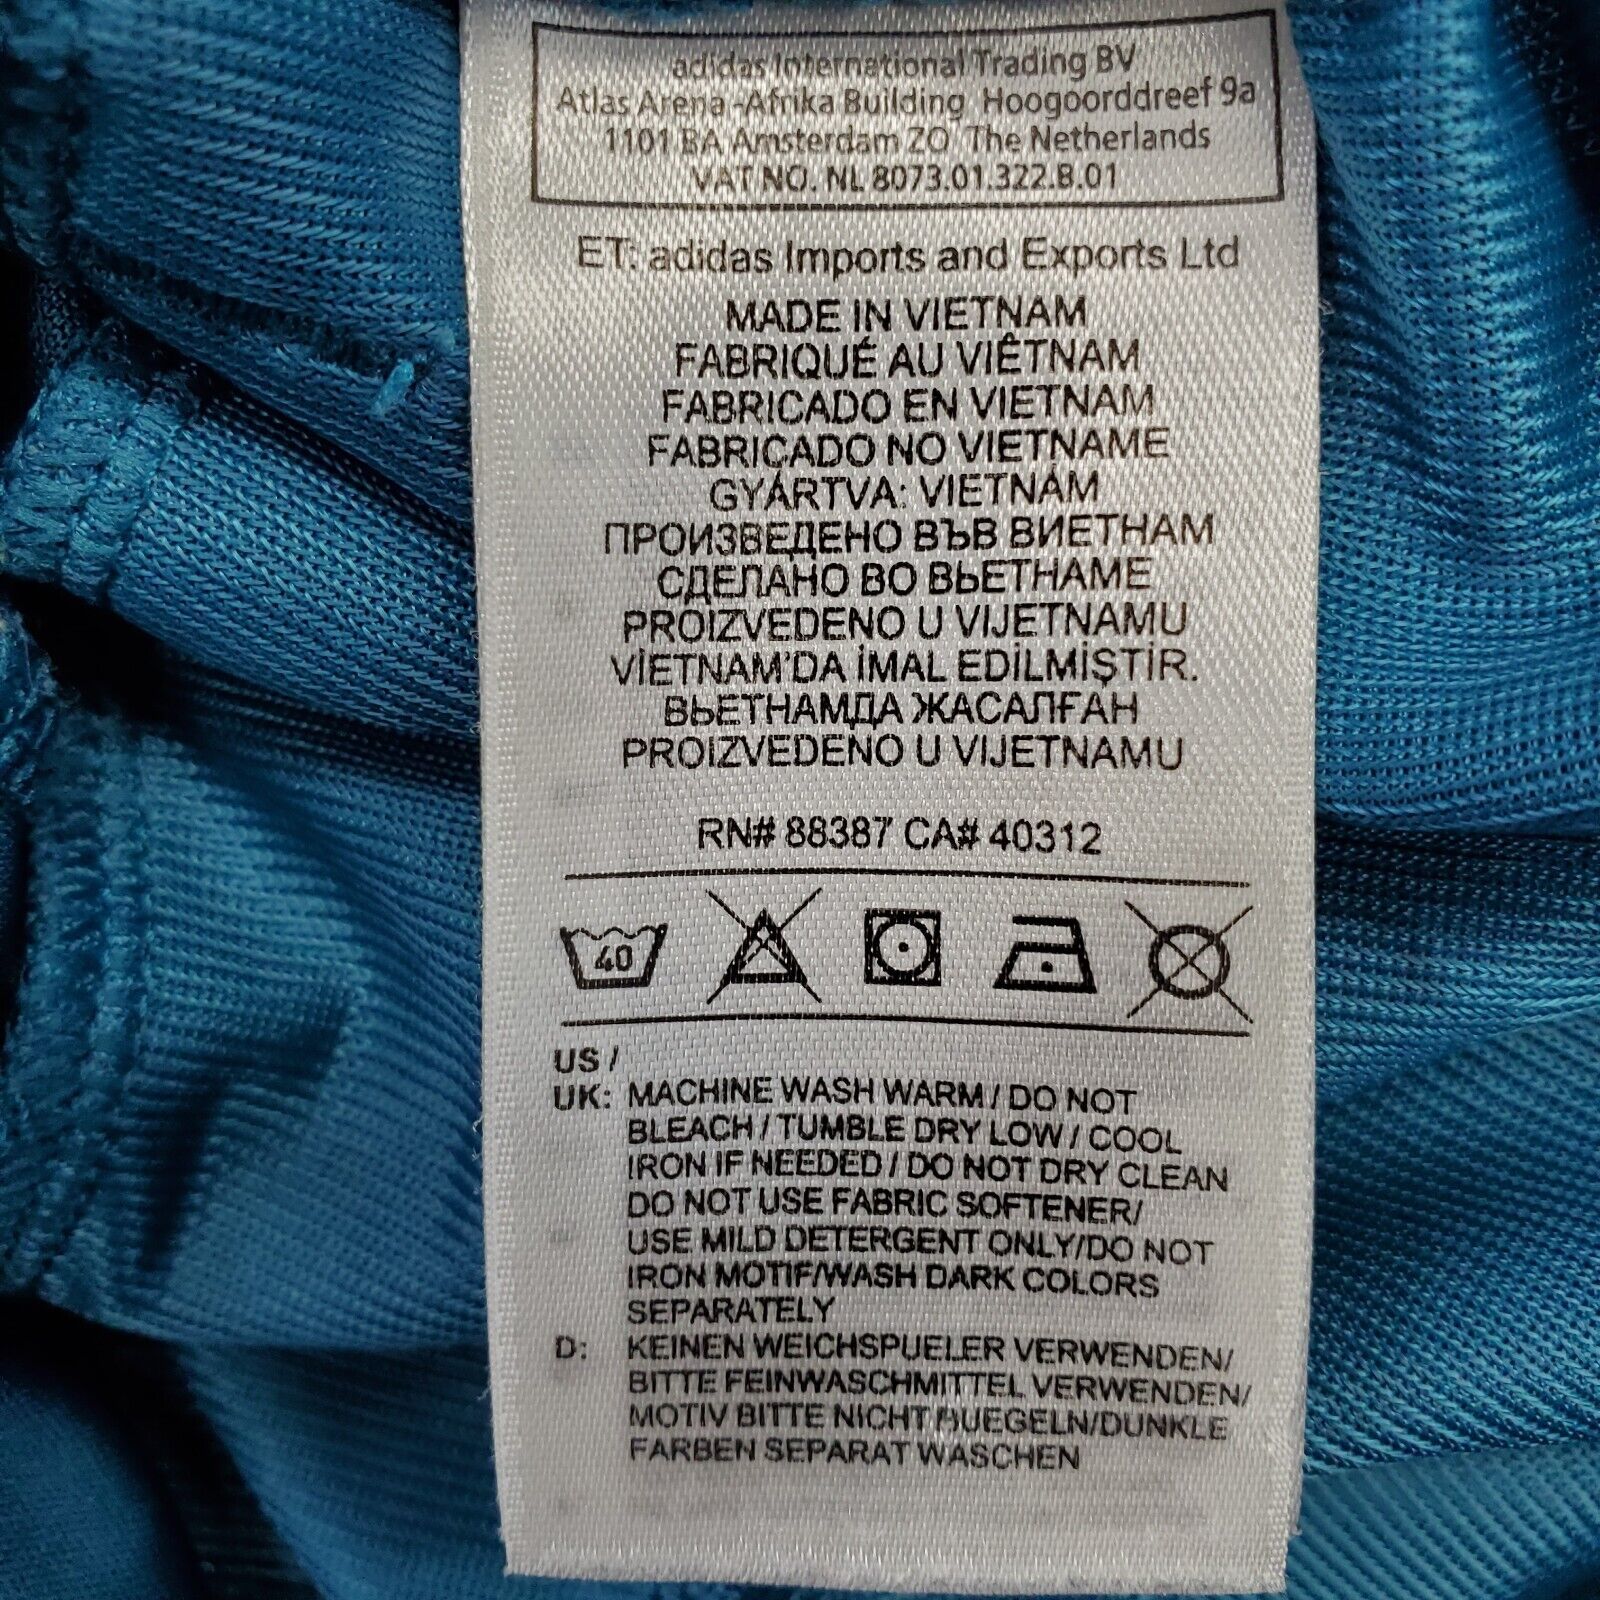 adidas International Trading BV
Atlas Arena-Afrika Building Hoogoorddreef 9a
1101 BA Amsterdam ZO The Netherlands
VAT NO. NL 8073.01.322.B.01
ET: adidas Imports and Exports Ltd
MADE IN VIETNAM
FABRIQUÉ AU VIÊTNAM
FABRICADO EN VIETNAM
FABRICADO NO VIETNAME
GYÁRTVA: VIETNÁM
ПРОИЗВЕДЕНО ВЪВ ВИЕТНАМ
СДЕЛАНО ВО ВЬЕТНАМЕ
PROIZVEDENO U VIJETNAMU
VİETNAM'DA İMAL EDİLMİŞTİR.
ВЬЕТНАМДА ЖАСАЛҒАН
PROIZVEDENO U VIJETNAMU
RN# 88387 CA# 40312
40
US /
UK: MACHINE WASH WARM / DO NOT
BLEACH / TUMBLE DRY LOW / COOL
IRON IF NEEDED / DO NOT DRY CLEAN
DO NOT USE FABRIC SOFTENER/
USE MILD DETERGENT ONLY/DO NOT
IRON MOTIF/WASH DARK COLORS
SEPARATELY
D: KEINEN WEICHSPUELER VERWENDEN/
BITTE FEINWASCHMITTEL VERWENDEN/
MOTIV BITTE NICHT BUEGELN/DUNKLE
FARBEN SEPARAT WASCHEN